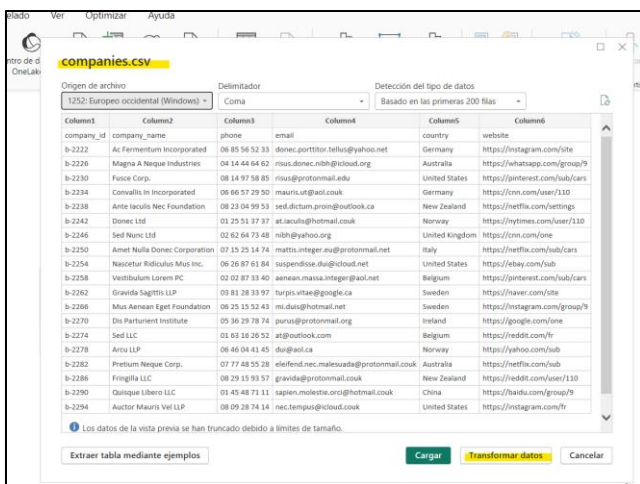 elado Ver Optimizar Ayuda
ntro de d
OneLake
companies.csv
Origen de archivo Delimitador Detección del tipo de datos
1252: Europeo occidental (Windows) Coma Basado en las primeras 200 filas
Column1 Column2 Column3 Column4 Column5 Column6
company_id company_name phone email country website
b-2222 Ac Fermentum Incorporated 06 85 56 52 33 donec.porttitor.tellus@yahoo.net Germany https://instagram.com/site
b-2226 Magna A Neque Industries 04 14 44 64 62 risus.donec.nibh@icloud.org Australia https://whatsapp.com/group/9
b-2230 Fusce Corp. 08 14 97 58 85 risus@protonmail.edu United States https://pinterest.com/sub/cars
b-2234 Convallis In Incorporated 06 66 57 29 50 mauris.ut@aol.couk Germany https://cnn.com/user/110
b-2238 Ante Iaculis Nec Foundation 08 23 04 99 53 sed.dictum.proin@outlook.ca New Zealand https://netflix.com/settings
b-2242 Donec Ltd 01 25 51 37 37 at.iaculis@hotmail.couk Norway https://nytimes.com/user/110
b-2246 Sed Nunc Ltd 02 62 64 73 48 nibh@yahoo.org United Kingdom https://cnn.com/one
b-2250 Amet Nulla Donec Corporation 07 15 25 14 74 mattis.integer.eu@protonmail.net Italy https://netflix.com/sub/cars
b-2254 Nascetur Ridiculus Mus Inc. 06 26 87 61 84 suspendisse.dui@icloud.net United States https://ebay.com/sub
b-2258 Vestibulum Lorem PC 02 02 87 33 40 aenean.massa.integer@aol.net Belgium https://pinterest.com/sub/cars
b-2262 Gravida Sagittis LLP 03 81 28 33 97 turpis.vitae@google.ca Sweden https://naver.com/site
b-2266 Mus Aenean Eget Foundation 06 25 15 52 43 mi.duis@hotmail.net Sweden https://instagram.com/group/9
b-2270 Dis Parturient Institute 05 36 29 78 74 purus@protonmail.org Ireland https://google.com/one
b-2274 Sed LLC 01 63 16 26 52 at@outlook.com Belgium https://reddit.com/fr
b-2278 Arcu LLP 06 46 04 41 45 dui@aol.ca Norway https://yahoo.com/sub
b-2282 Pretium Neque Corp. 07 77 48 55 28 eleifend.nec.malesuada@protonmail.couk Australia https://netflix.com/sub
b-2286 Fringilla LLC 08 29 15 93 57 gravida@protonmail.couk New Zealand https://reddit.com/user/110
b-2290 Quisque Libero LLC 01 45 48 71 11 sapien.molestie.orci@hotmail.couk China https://baidu.com/group/9
b-2294 Auctor Mauris Vel LLP 08 09 28 74 14 nec.tempus@icloud.couk United States https://instagram.com/fr
Los datos de la vista previa se han truncado debido a límites de tamaño.
Extraer tabla mediante ejemplos Cargar Transformar datos Cancelar